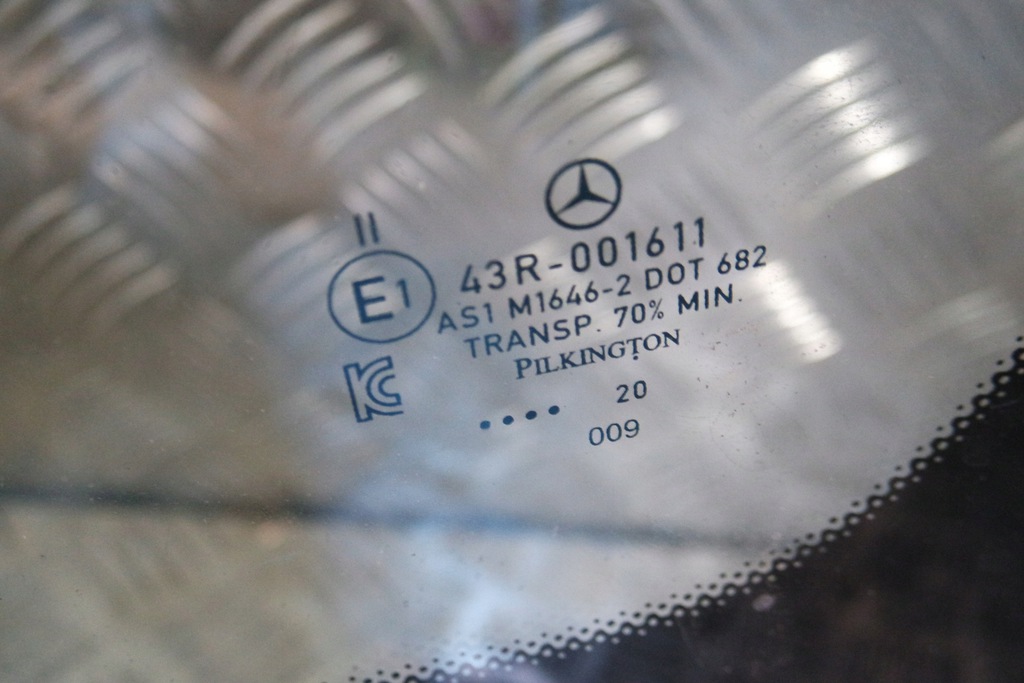 II
E1
43R-001611
AS1 M1646-2 DOT 682
TRANSP. 70% MIN.
PILKINGTON
KC
.... 20
009